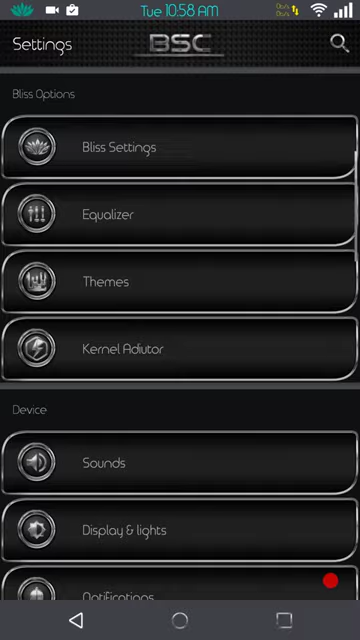 Tue 10:58 AM
Settings
BSC
Bliss Options
Bliss Settings
Equalizer
Themes
Kernel Adiutor
Device
Sounds
Display & lights
Notifications